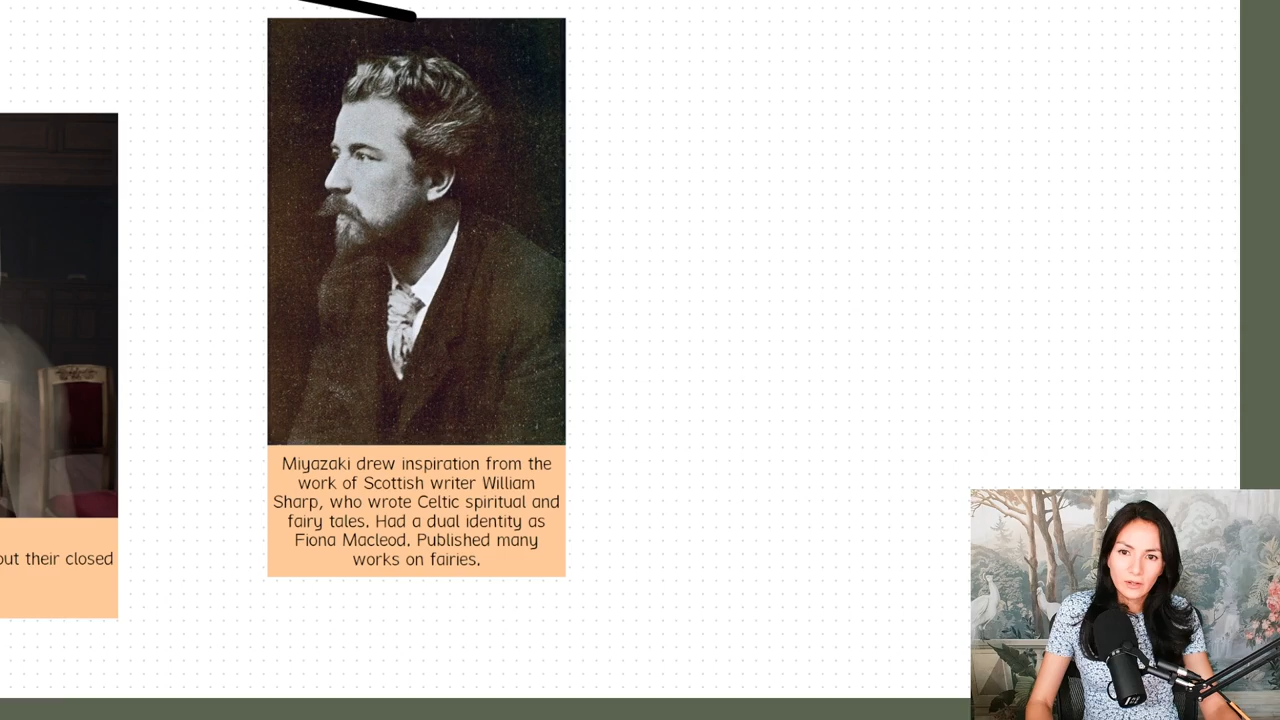 Miyazaki drew inspiration from the
work of Scottish writer William
Sharp, who wrote Celtic spiritual and
fairy tales. Had a dual identity as
Fiona Macleod. Published many
works on fairies.
out their closed